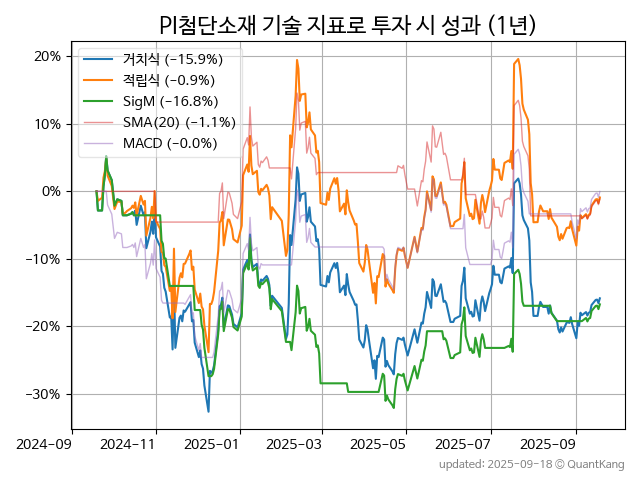 PI첨단소재 기술 지표로 투자 시 성과 (1년)
거치식 (−15.9%)
적립식 (−0.9%)
SigM (−16.8%)
SMA(20) (−1.1%)
MACD (−0.0%)
20%
10%
0%
−10%
−20%
−30%
2024-09 2024-11 2025-01 2025-03 2025-05 2025-07 2025-09
updated: 2025-09-18 ⓒ QuantKang